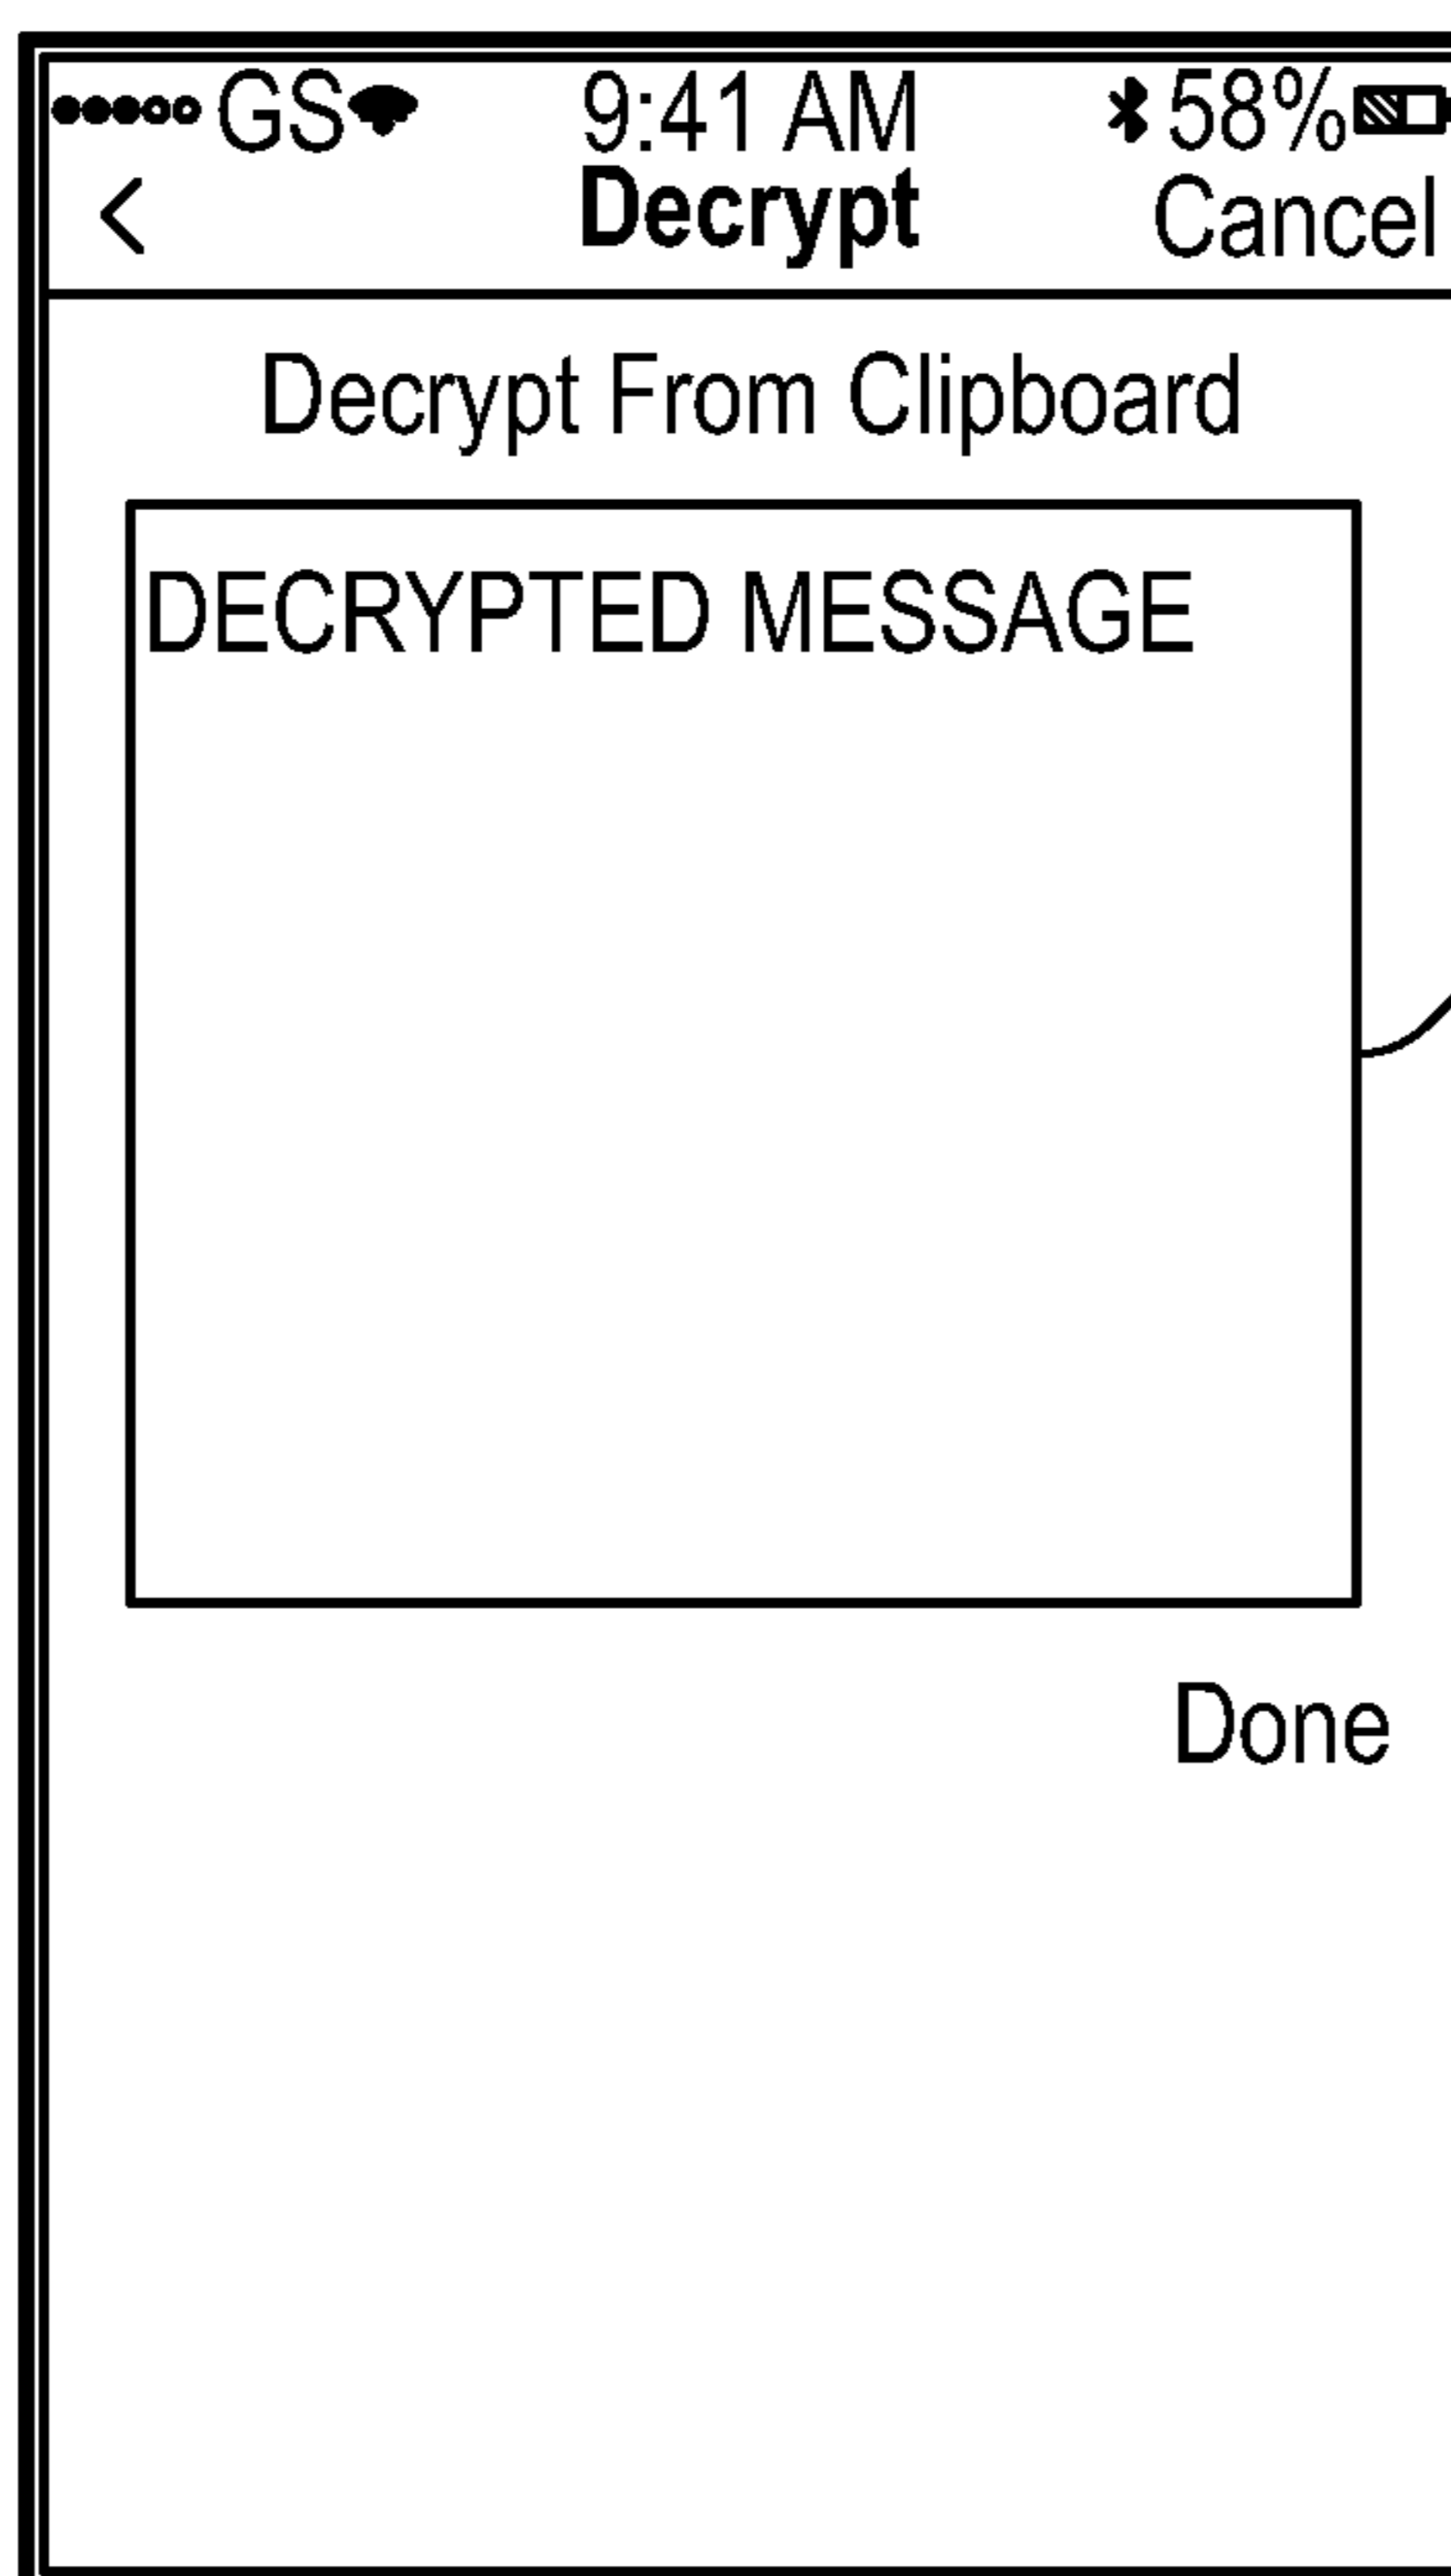 GS 9:41 AM 58%
< Decrypt Cancel
Decrypt From Clipboard
DECRYPTED MESSAGE
Done